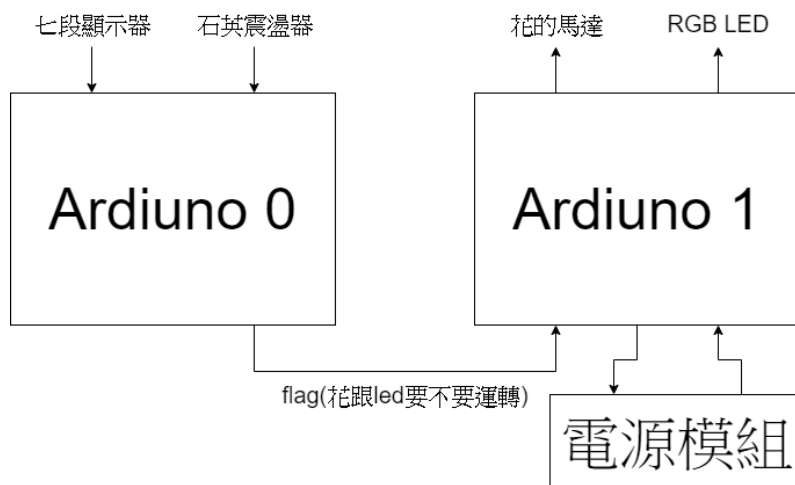 七段顯示器
石英震盪器
花的馬達
RGB LED
Ardiuno 0
Ardiuno 1
flag(花跟led要不要運轉)
電源模組